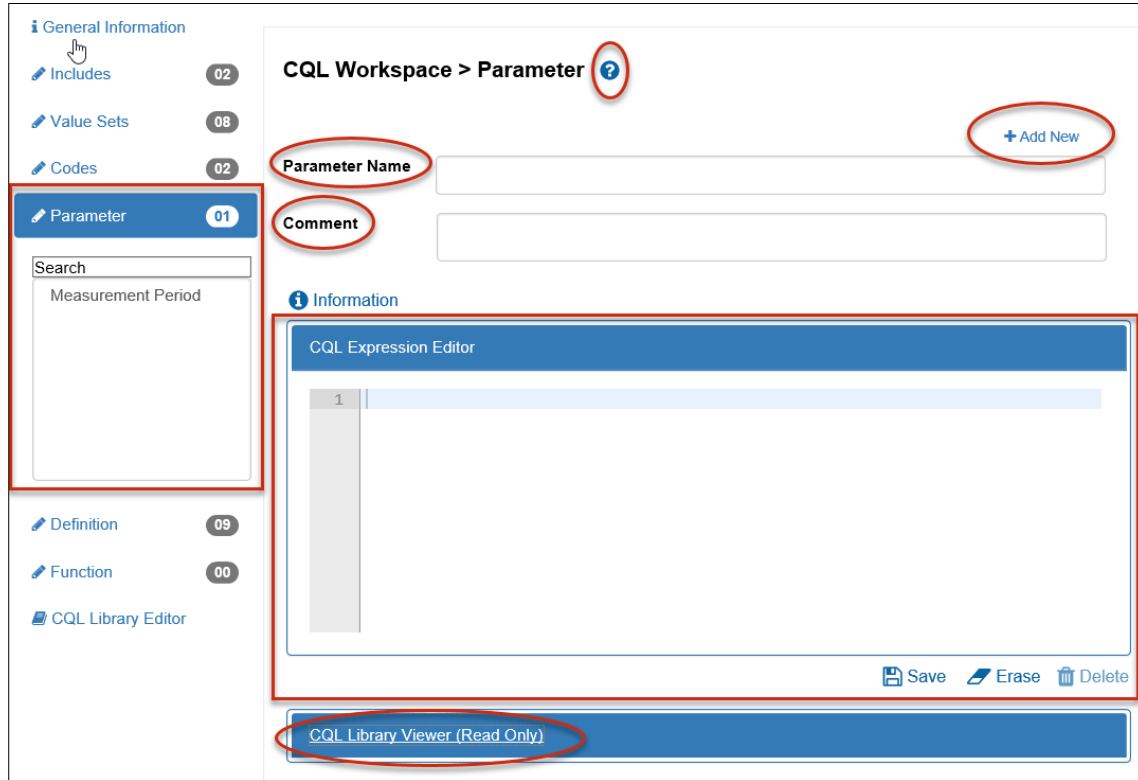 General Information
Includes 02
Value Sets 08
Codes 02
Parameter 01
Search
Measurement Period
Definition 09
Function 00
CQL Library Editor
CQL Workspace > Parameter ?
+ Add New
Parameter Name
Comment
Information
CQL Expression Editor
1
Save Erase Delete
CQL Library Viewer (Read Only)